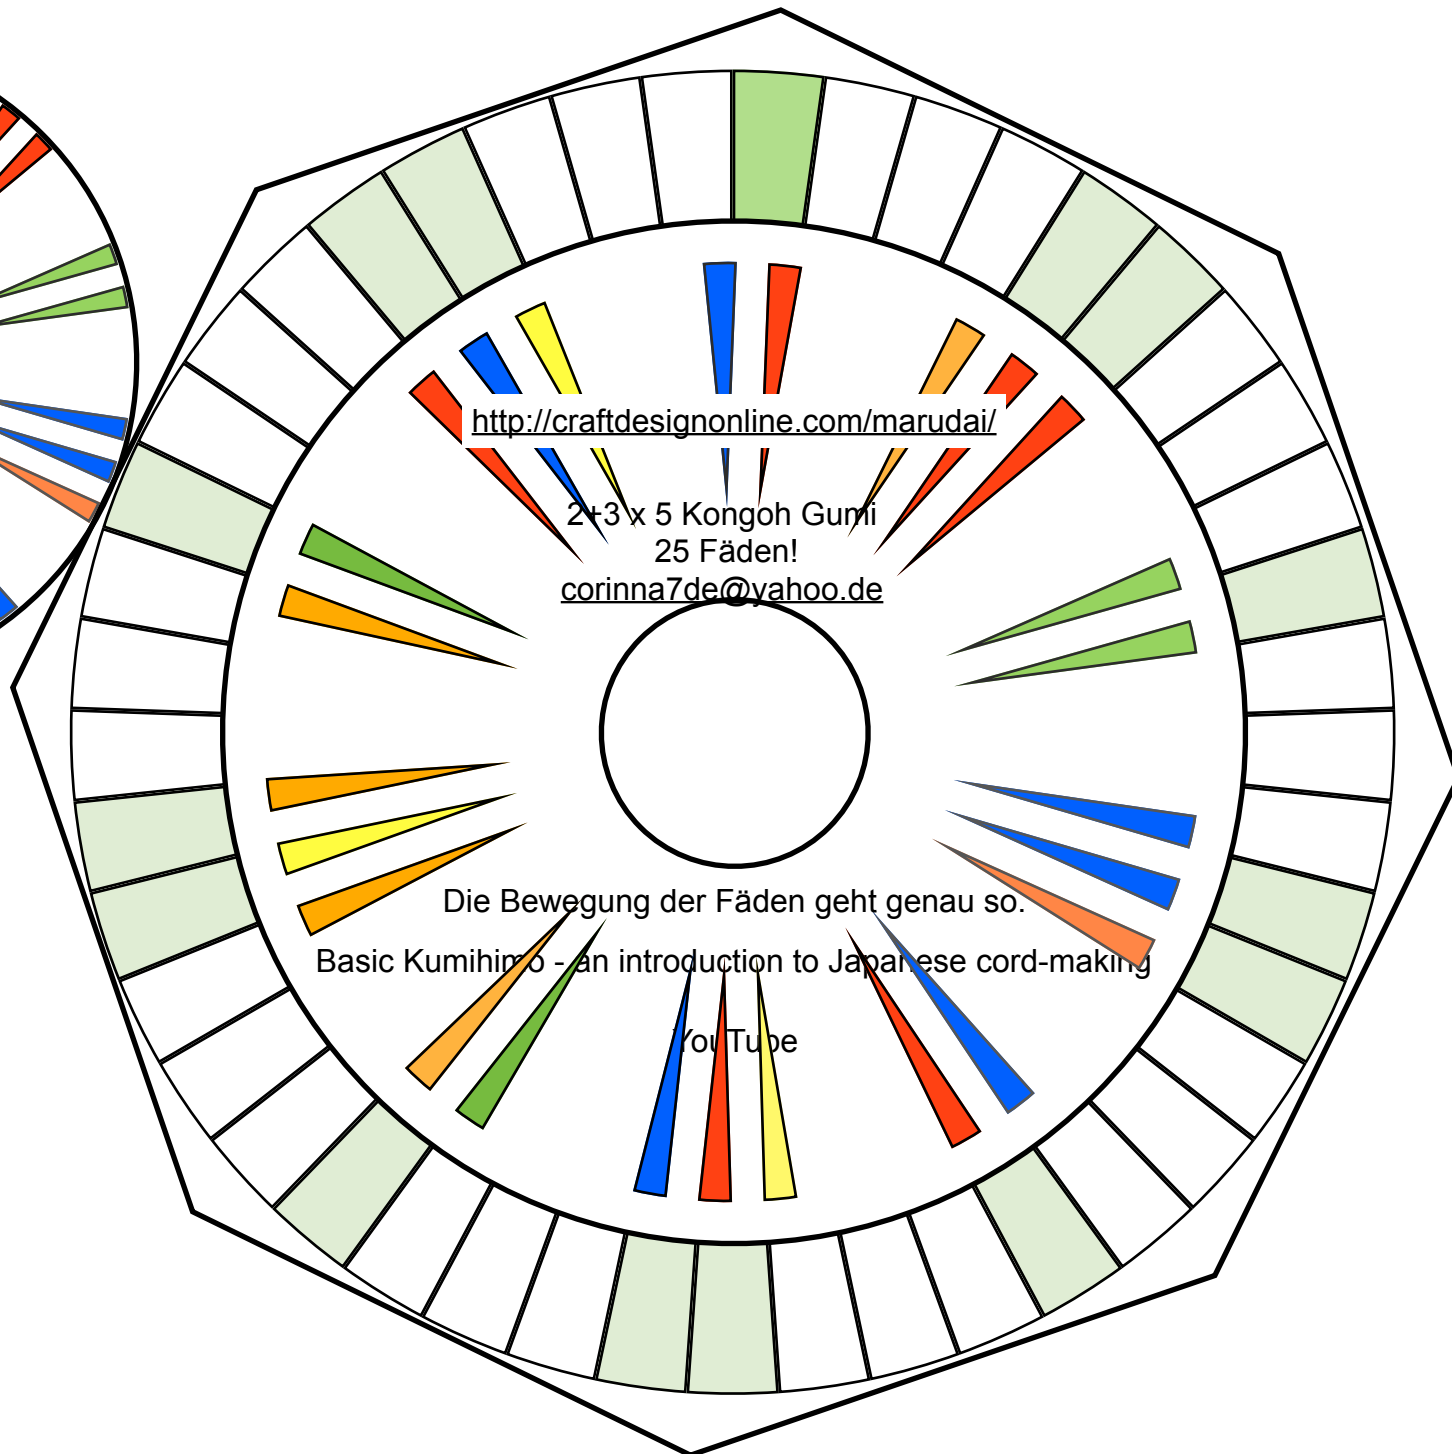 http://craftdesignonline.com/marudai/
2+3 x 5 Kongoh Gumi
25 Fäden!
corinna7de@yahoo.de
Die Bewegung der Fäden geht genau so.
Basic Kumihimo - an introduction to Japanese cord-making
YouTube